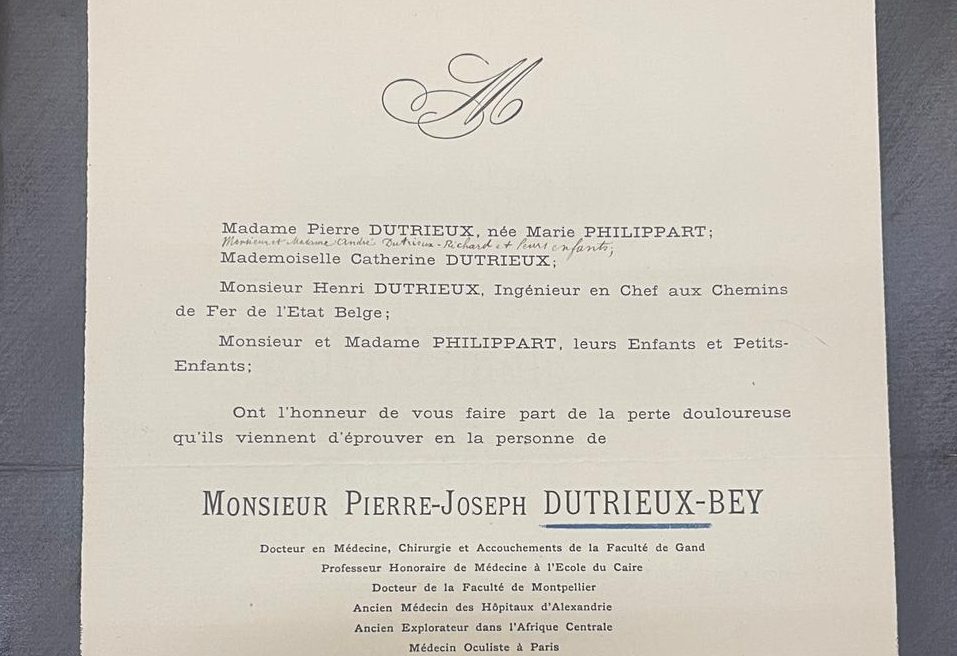 M
Madame Pierre DUTRIEUX, née Marie PHILIPPART;
Monsieur et Madame André Dutrieux-Richard et leurs enfants;
Mademoiselle Catherine DUTRIEUX;
Monsieur Henri DUTRIEUX, Ingénieur en Chef aux Chemins
de Fer de l'Etat Belge;
Monsieur et Madame PHILIPPART, leurs Enfants et Petits-
Enfants;
Ont l'honneur de vous faire part de la perte douloureuse
qu'ils viennent d'éprouver en la personne de
MONSIEUR PIERRE-JOSEPH DUTRIEUX-BEY
Docteur en Médecine, Chirurgie et Accouchements de la Faculté de Gand
Professeur Honoraire de Médecine à l'Ecole du Caire
Docteur de la Faculté de Montpellier
Ancien Médecin des Hôpitaux d'Alexandrie
Ancien Explorateur dans l'Afrique Centrale
Médecin Oculiste à Paris